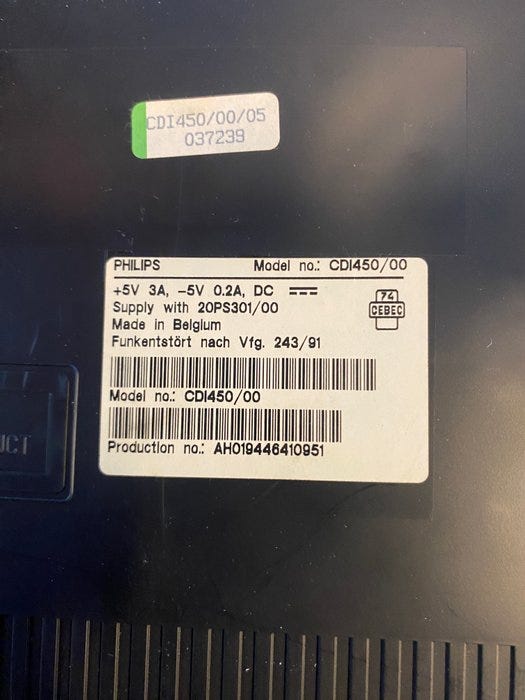 CDI450/00/05
037239
PHILIPS Model no.: CDI450/00
+5V 3A, -5V 0.2A, DC
Supply with 20PS301/00
Made in Belgium
Funkentstört nach Vfg. 243/91
74
CEBEC
Model no.: CDI450/00
Production no.: AH019446410951